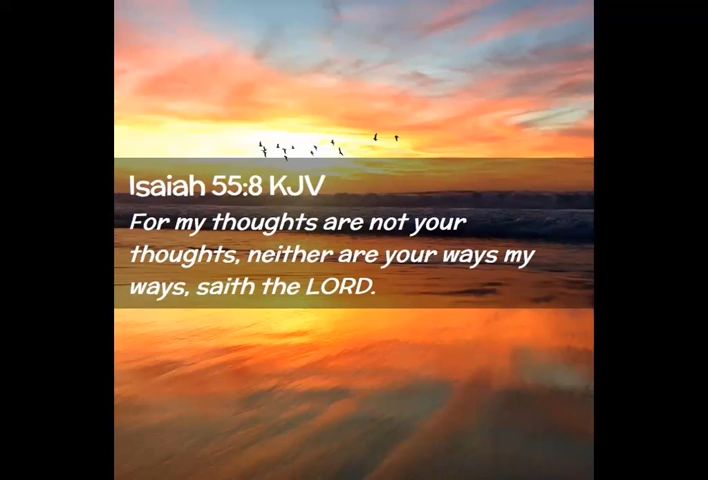 Isaiah 55:8 KJV
For my thoughts are not your
thoughts, neither are your ways my
ways, saith the LORD.